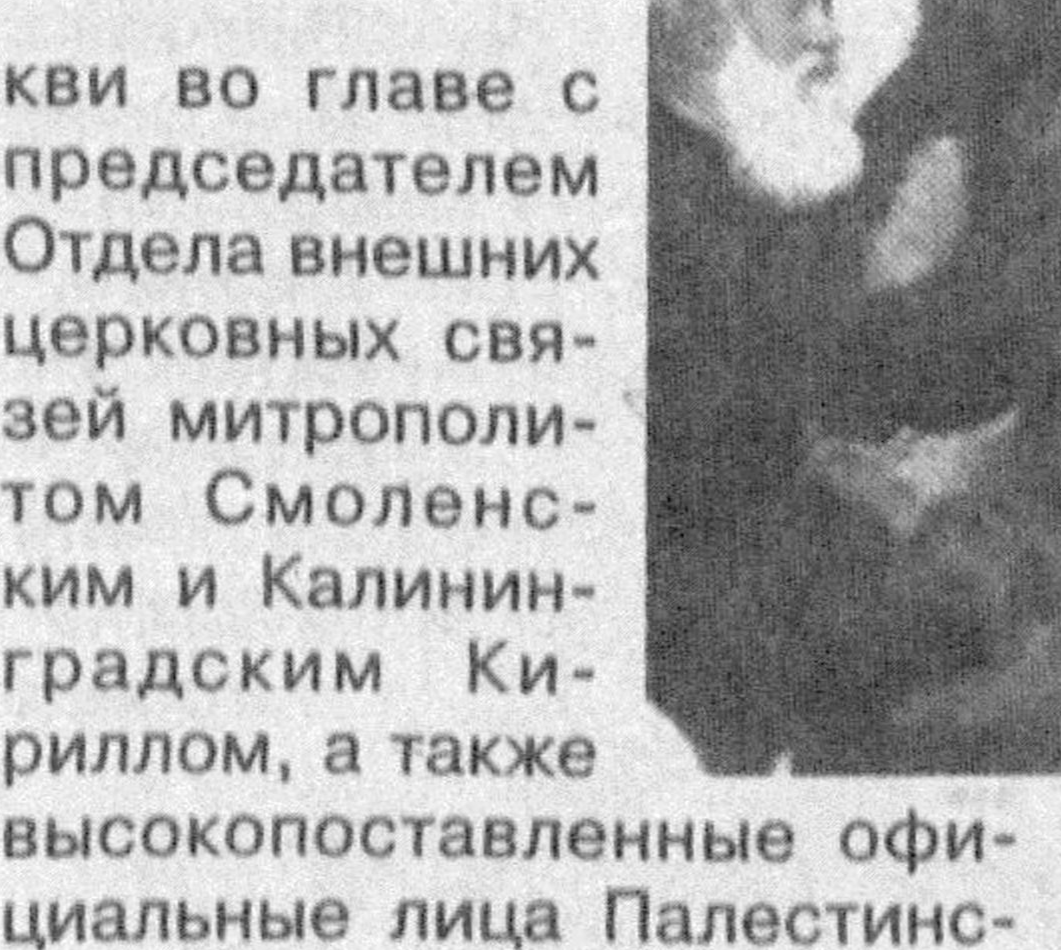 кви во главе с
председателем
Отдела внешних
церковных свя-
зей митрополи-
том Смоленс-
ким и Калинин-
градским Ки-
риллом, а также
высокопоставленные офи-
циальные лица Палестинс-